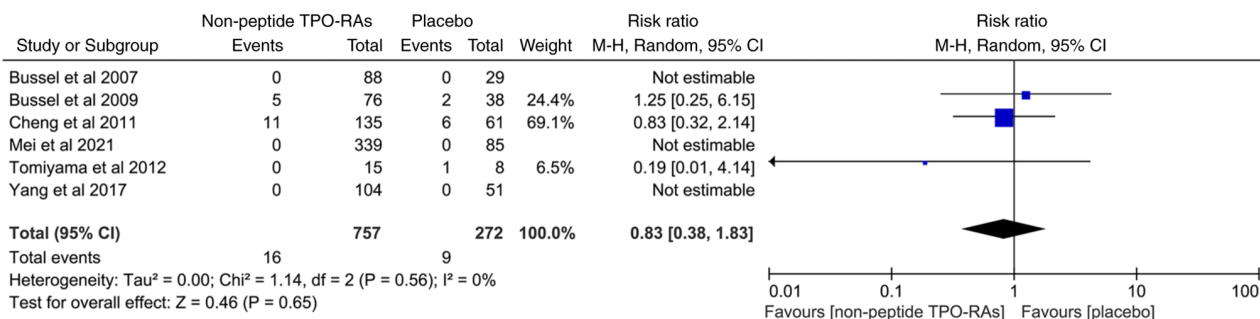 Non-peptide TPO-RAs Placebo Risk ratio Risk ratio
Study or Subgroup Events Total Events Total Weight M-H, Random, 95% CI M-H, Random, 95% CI
Bussel et al 2007 0 88 0 29 Not estimable
Bussel et al 2009 5 76 2 38 24.4% 1.25 [0.25, 6.15]
Cheng et al 2011 11 135 6 61 69.1% 0.83 [0.32, 2.14]
Mei et al 2021 0 339 0 85 Not estimable
Tomiyama et al 2012 0 15 1 8 6.5% 0.19 [0.01, 4.14]
Yang et al 2017 0 104 0 51 Not estimable
Total (95% CI) 757 272 100.0% 0.83 [0.38, 1.83]
Total events 16 9
Heterogeneity: Tau² = 0.00; Chi² = 1.14, df = 2 (P = 0.56); I² = 0%
Test for overall effect: Z = 0.46 (P = 0.65)
0.01 0.1 1 10 100
Favours [non-peptide TPO-RAs] Favours [placebo]